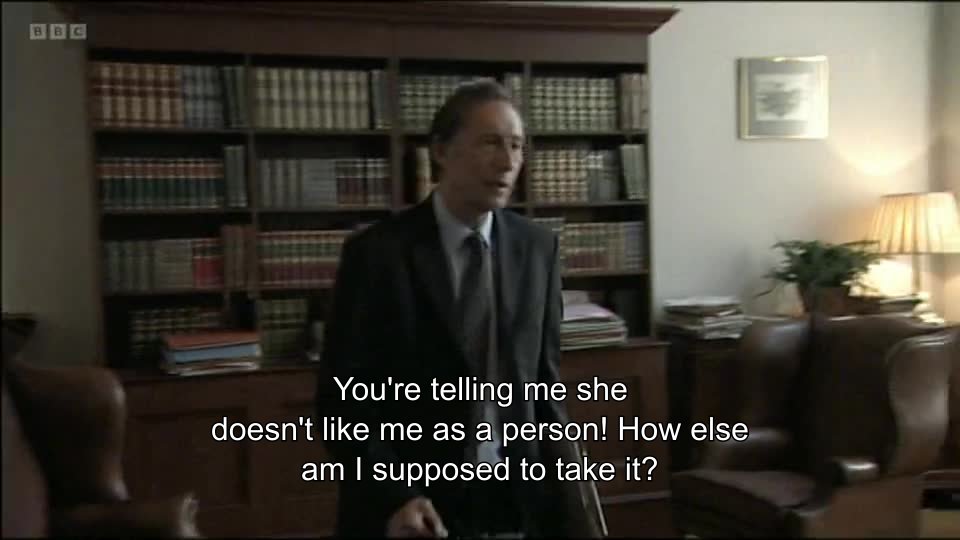 BBC
You're telling me she
doesn't like me as a person! How else
am I supposed to take it?